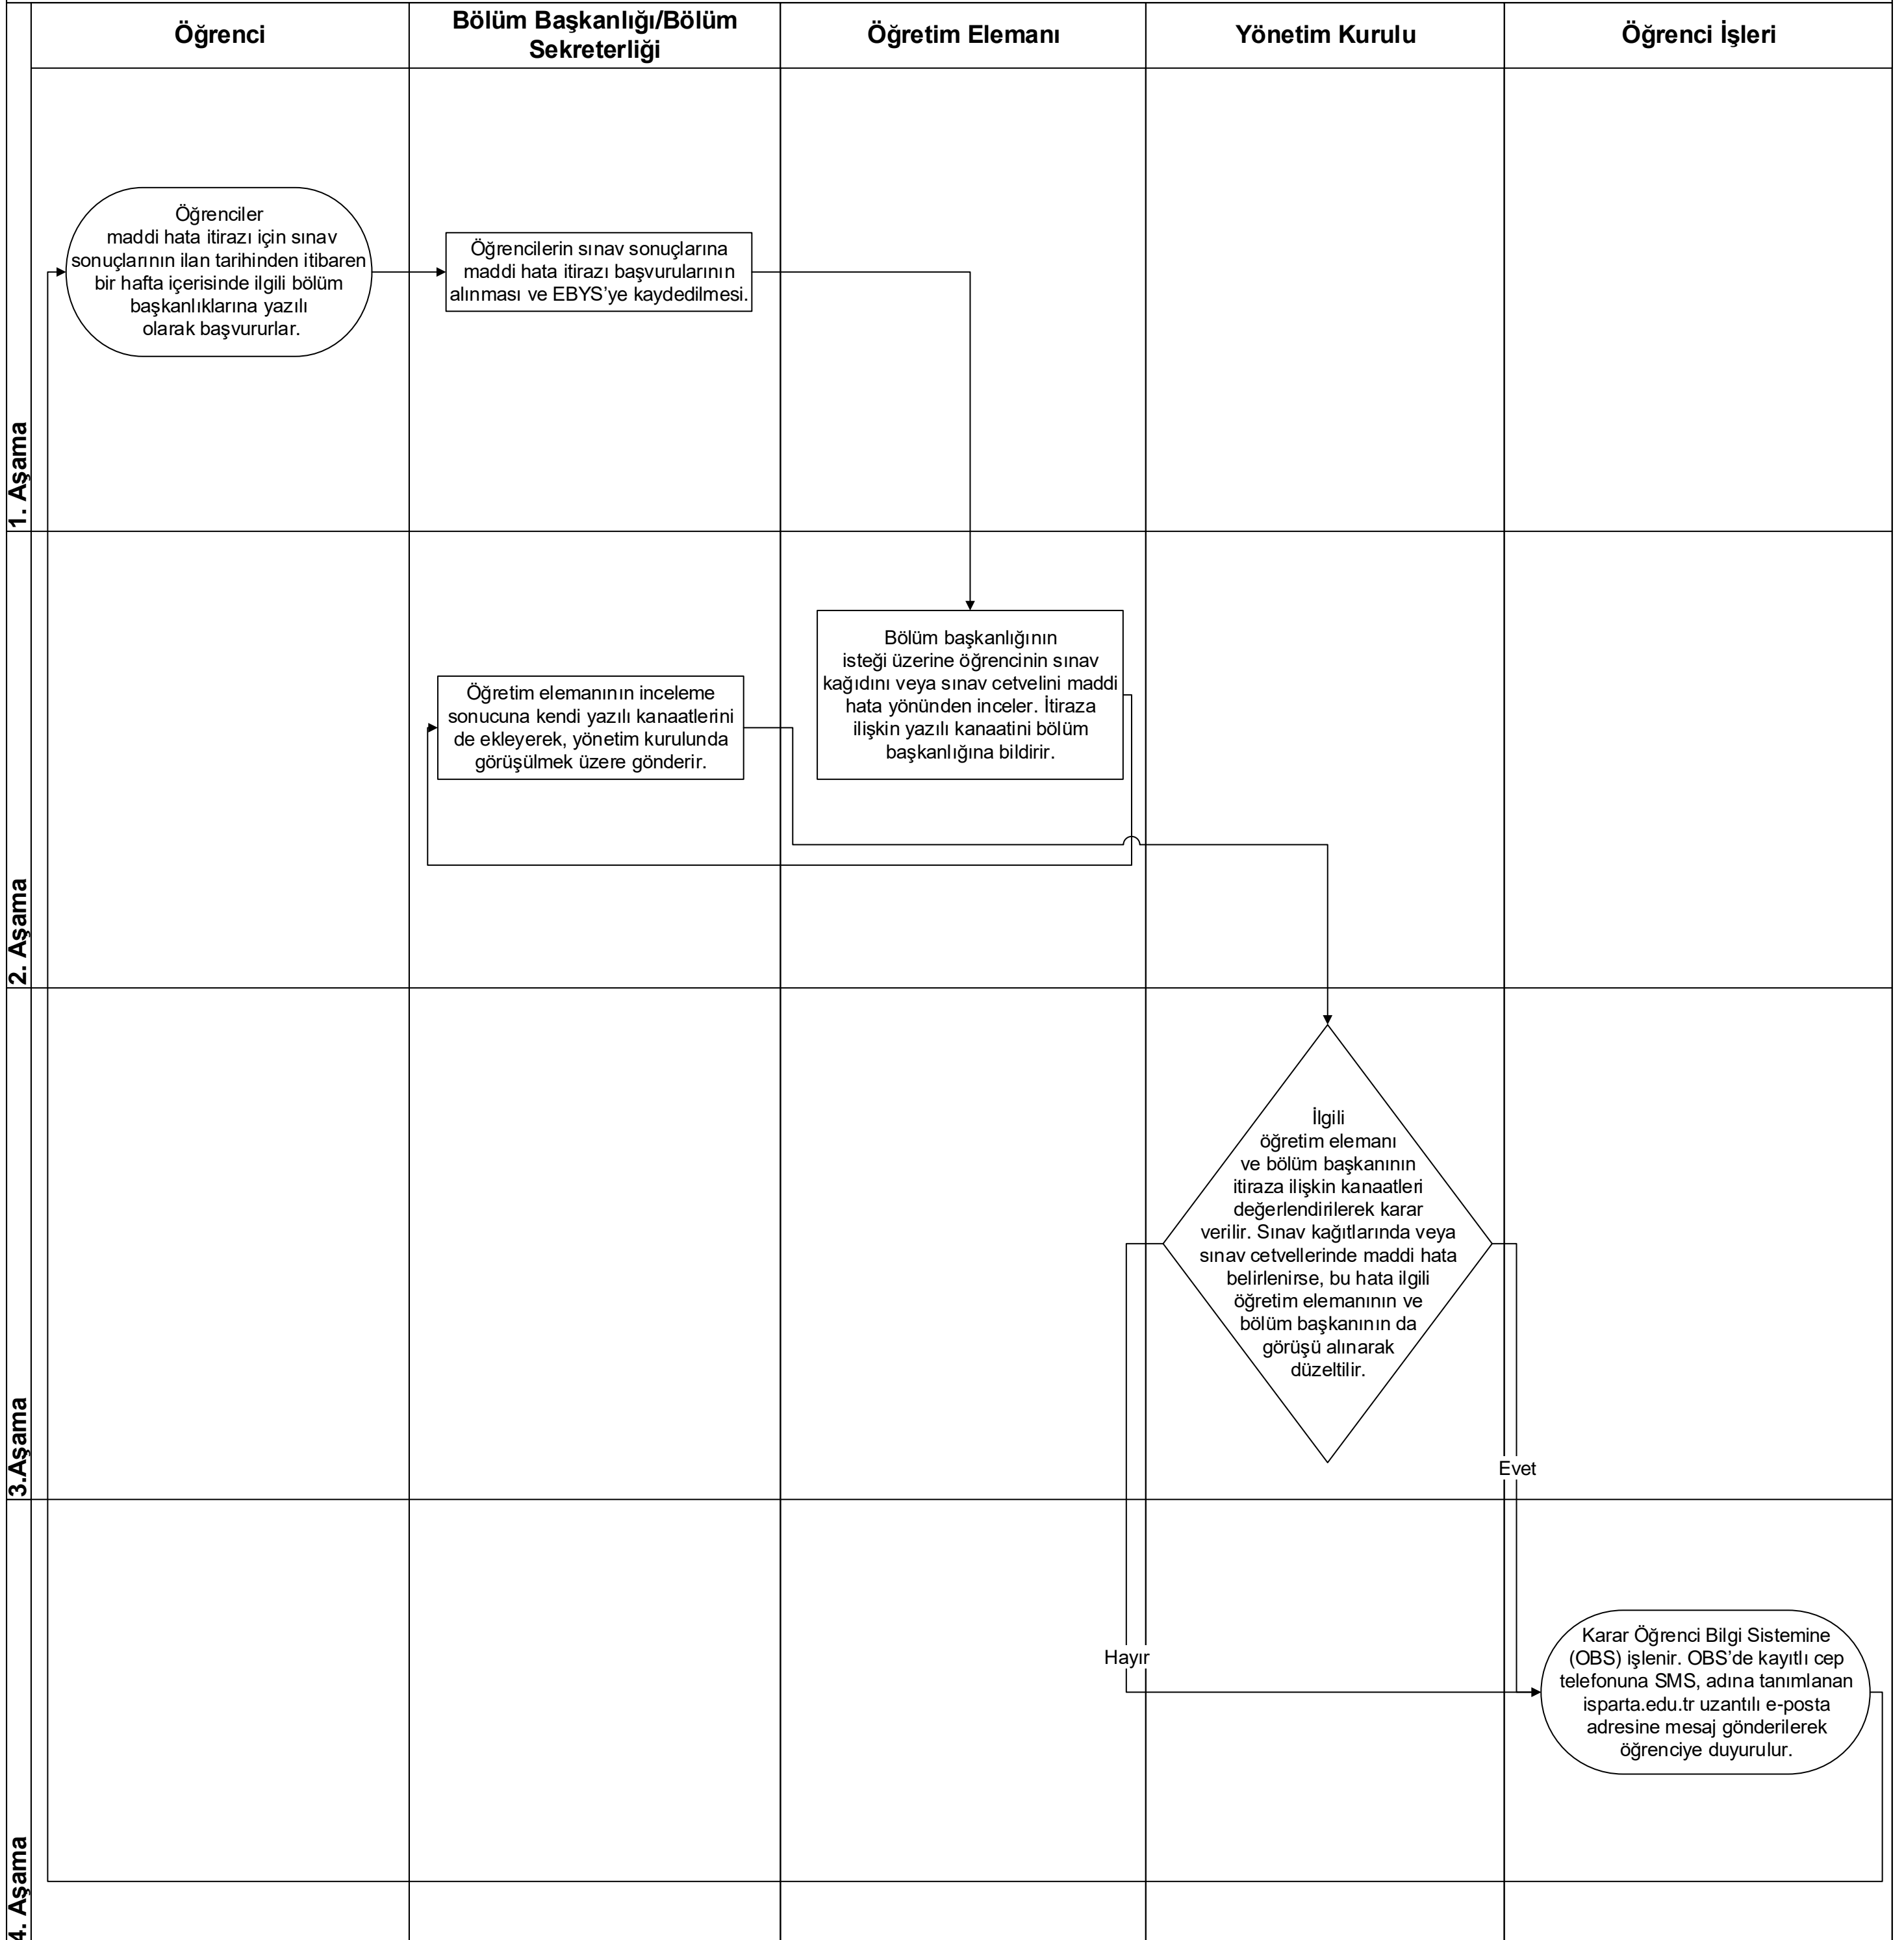 Öğrenci
Bölüm Başkanlığı/Bölüm
Sekreterliği
Öğretim Elemanı
Yönetim Kurulu
Öğrenci İşleri
1. Aşama
Öğrenciler
maddi hata itirazı için sınav
sonuçlarının ilan tarihinden itibaren
bir hafta içerisinde ilgili bölüm
başkanlıklarına yazılı
olarak başvururlar.
Öğrencilerin sınav sonuçlarına
maddi hata itirazı başvurularının
alınması ve EBYS’ye kaydedilmesi.
2. Aşama
Öğretim elemanının inceleme
sonucuna kendi yazılı kanaatlerini
de ekleyerek, yönetim kurulunda
görüşülmek üzere gönderir.
Bölüm başkanlığının
isteği üzerine öğrencinin sınav
kağıdını veya sınav cetvelini maddi
hata yönünden inceler. İtiraza
ilişkin yazılı kanaatini bölüm
başkanlığına bildirir.
3.Aşama
İlgili
öğretim elemanı
ve bölüm başkanının
itiraza ilişkin kanaatleri
değerlendirilerek karar
verilir. Sınav kağıtlarında veya
sınav cetvellerinde maddi hata
belirlenirse, bu hata ilgili
öğretim elemanının ve
bölüm başkanının da
görüşü alınarak
düzeltilir.
Evet
4. Aşama
Hayır
Karar Öğrenci Bilgi Sistemine
(OBS) işlenir. OBS’de kayıtlı cep
telefonuna SMS, adına tanımlanan
isparta.edu.tr uzantılı e-posta
adresine mesaj gönderilerek
öğrenciye duyurulur.